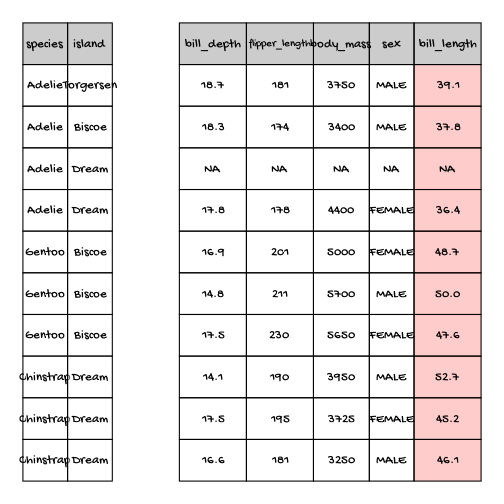 species island bill_depth flipper_length body_mass sex bill_length
Adelie Torgersen 18.7 181 3750 MALE 39.1
Adelie Biscoe 18.3 174 3400 MALE 37.8
Adelie Dream NA NA NA NA NA
Adelie Dream 17.8 178 4400 FEMALE 36.4
Gentoo Biscoe 16.9 201 5000 FEMALE 48.7
Gentoo Biscoe 14.8 211 5700 MALE 50.0
Gentoo Biscoe 17.5 230 5650 FEMALE 47.6
Chinstrap Dream 14.1 190 3950 MALE 52.7
Chinstrap Dream 17.5 195 3725 FEMALE 45.2
Chinstrap Dream 16.6 181 3250 MALE 46.1